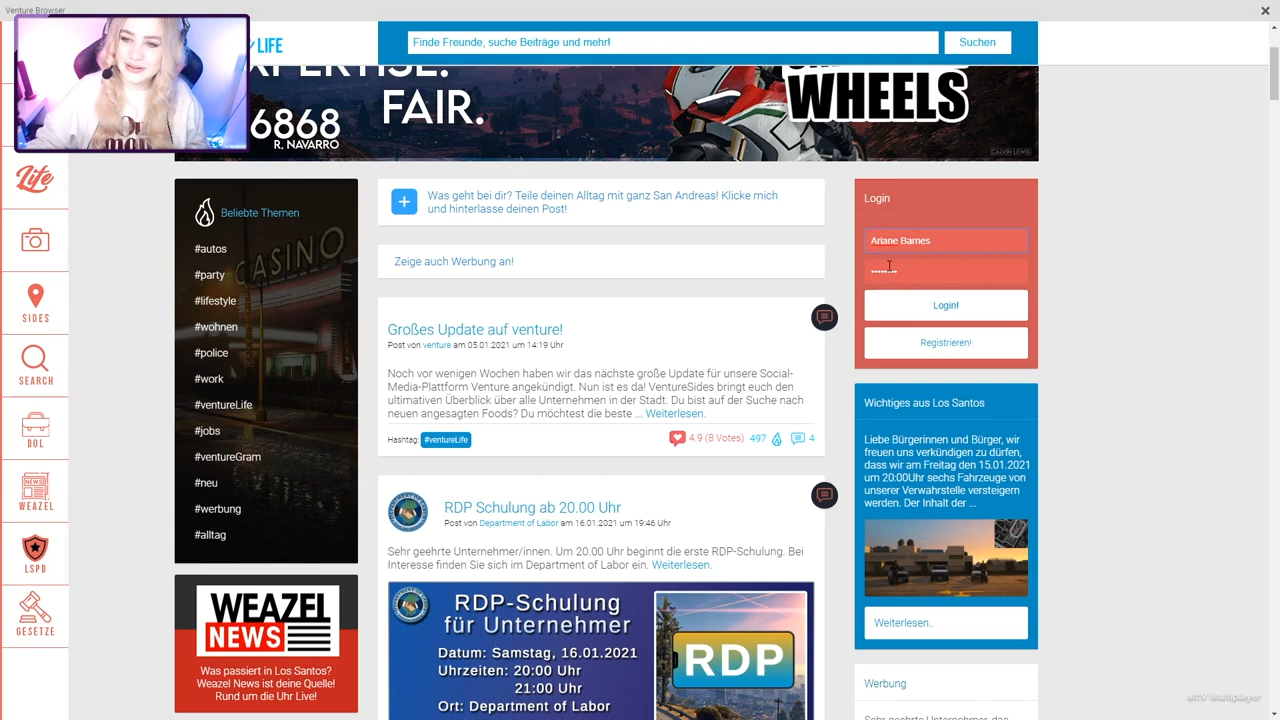 Venture Browser
LIFE
Finde Freunde, suche Beiträge und mehr!
Suchen
FAIR.
6868
R. NAVARRO
WHEELS
CALVIN LEWIS
Life
SIDES
SEARCH
DOL
NEWS
WEAZEL
LSPD
GESETZE
Beliebte Themen
#autos
#party
#lifestyle
#wohnen
#police
#work
#ventureLife
#jobs
#ventureGram
#neu
#werbung
#alltag
CASINO
WEAZEL
NEWS
Was passiert in Los Santos?
Weazel News ist deine Quelle!
Rund um die Uhr Live!
Was geht bei dir? Teile deinen Alltag mit ganz San Andreas! Klicke mich
und hinterlasse deinen Post!
Zeige auch Werbung an!
Großes Update auf venture!
Post von venture am 05.01.2021 um 14:19 Uhr
Noch vor wenigen Wochen haben wir das nächste große Update für unsere Social-
Media-Plattform Venture angekündigt. Nun ist es da! VentureSides bringt euch den
ultimativen Überblick über alle Unternehmen in der Stadt. Du bist auf der Suche nach
neuen angesagten Foods? Du möchtest die beste ... Weiterlesen.
Hashtag: #ventureLife
4.9 (8 Votes) 497 4
RDP Schulung ab 20.00 Uhr
Post von Department of Labor am 16.01.2021 um 19:46 Uhr
Sehr geehrte Unternehmer/innen. Um 20.00 Uhr beginnt die erste RDP-Schulung. Bei
Interesse finden Sie sich im Department of Labor ein. Weiterlesen.
RDP-Schulung
für Unternehmer
Datum: Samstag, 16.01.2021
Uhrzeiten: 20:00 Uhr
21:00 Uhr
Ort: Department of Labor
RDP
Login
Ariane Barnes
Login!
Registrieren!
Wichtiges aus Los Santos
Liebe Bürgerinnen und Bürger, wir
freuen uns verkündigen zu dürfen,
dass wir am Freitag den 15.01.2021
um 20:00Uhr sechs Fahrzeuge von
unserer Verwahrstelle versteigern
werden. Der Inhalt der ...
Weiterlesen..
Werbung
alt:V Multiplayer